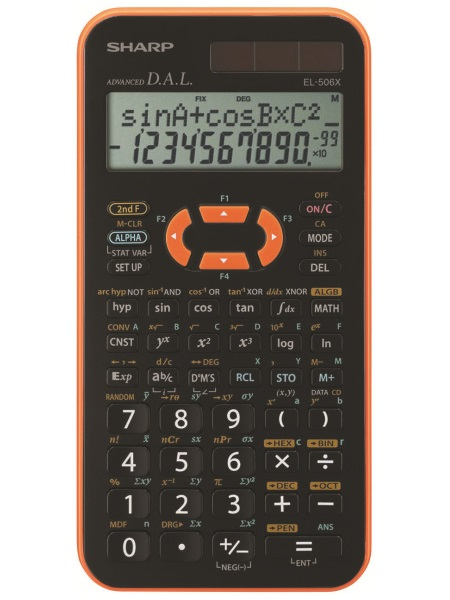 SHARP
ADVANCED D.A.L.
EL-506X
FIX DEG M
sinA+cosB×C²
-1234567890.-99
×10
F1
OFF
2nd F
F2
F3
ON/C
M-CLR
CA
ALPHA
MODE
STAT VAR
INS
SET UP
F4
DEL
arc hyp NOT sin⁻¹ AND cos⁻¹ OR tan⁻¹ XOR d/dx XNOR ALGB
hyp sin cos tan ∫dx MATH
CONV A ˣ√ B √ C ³√ D 10ˣ E eˣ F
CNST yˣ x² x³ log ln
←,→ d/c ↔DEG X , Y M− M
Exp ab/c D°M'S RCL STO M+
(x,y) DATA CD
RANDOM →rθ →xy σy x' a y' b
7 8 9 ( )
n! x̄ nCr sx nPr σx →HEX c →BIN r
4 5 6 × ÷
% Σxy x⁻¹ Σy π Σy² →DEC →OCT
1 2 3 + −
MDF n DRG▸ Σx Σx² →PEN ANS
0 • +/− =
NEG(−) ENT